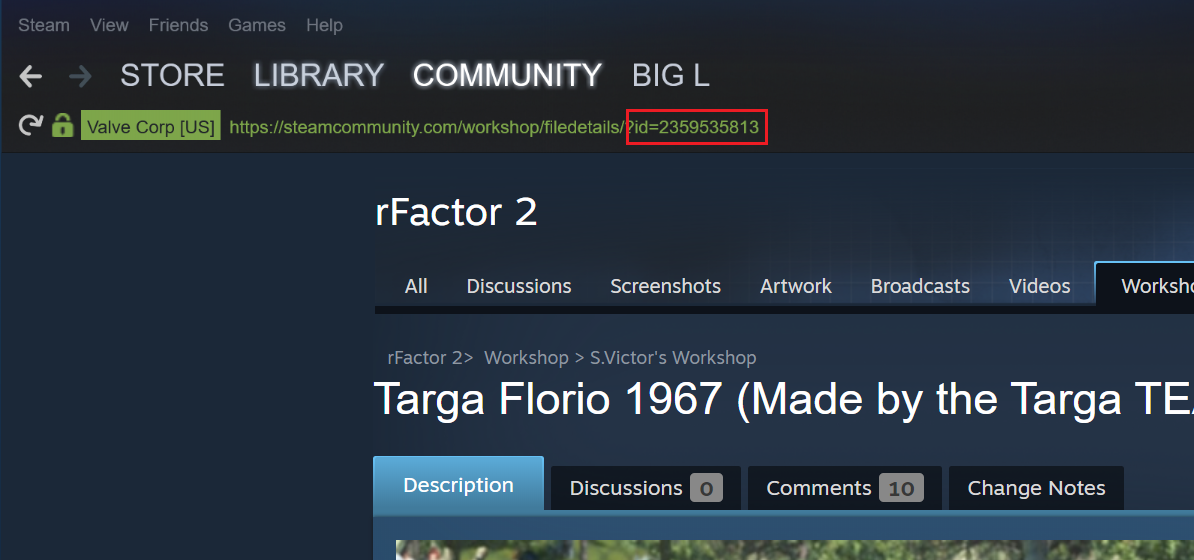 Steam View Friends Games Help
STORE LIBRARY COMMUNITY BIG L
Valve Corp [US] https://steamcommunity.com/workshop/filedetails/?id=2359535813
rFactor 2
All Discussions Screenshots Artwork Broadcasts Videos Worksho
rFactor 2> Workshop > S.Victor's Workshop
Targa Florio 1967 (Made by the Targa TEA
Description Discussions 0 Comments 10 Change Notes